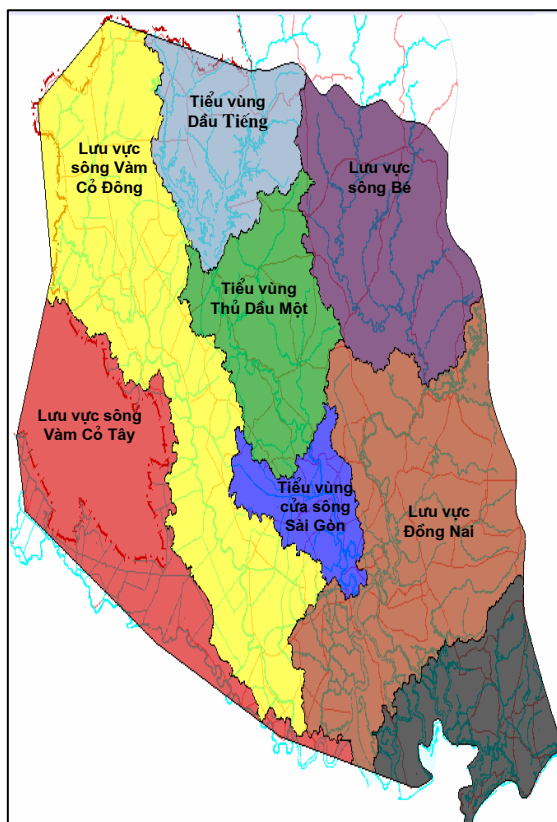 Tiểu vùng
Dầu Tiếng
Lưu vực
sông Vàm
Cỏ Đông
Lưu vực
sông Bé
Tiểu vùng
Thủ Dầu Một
Lưu vực sông
Vàm Cỏ Tây
Tiểu vùng
cửa sông
Sài Gòn
Lưu vực
Đồng Nai